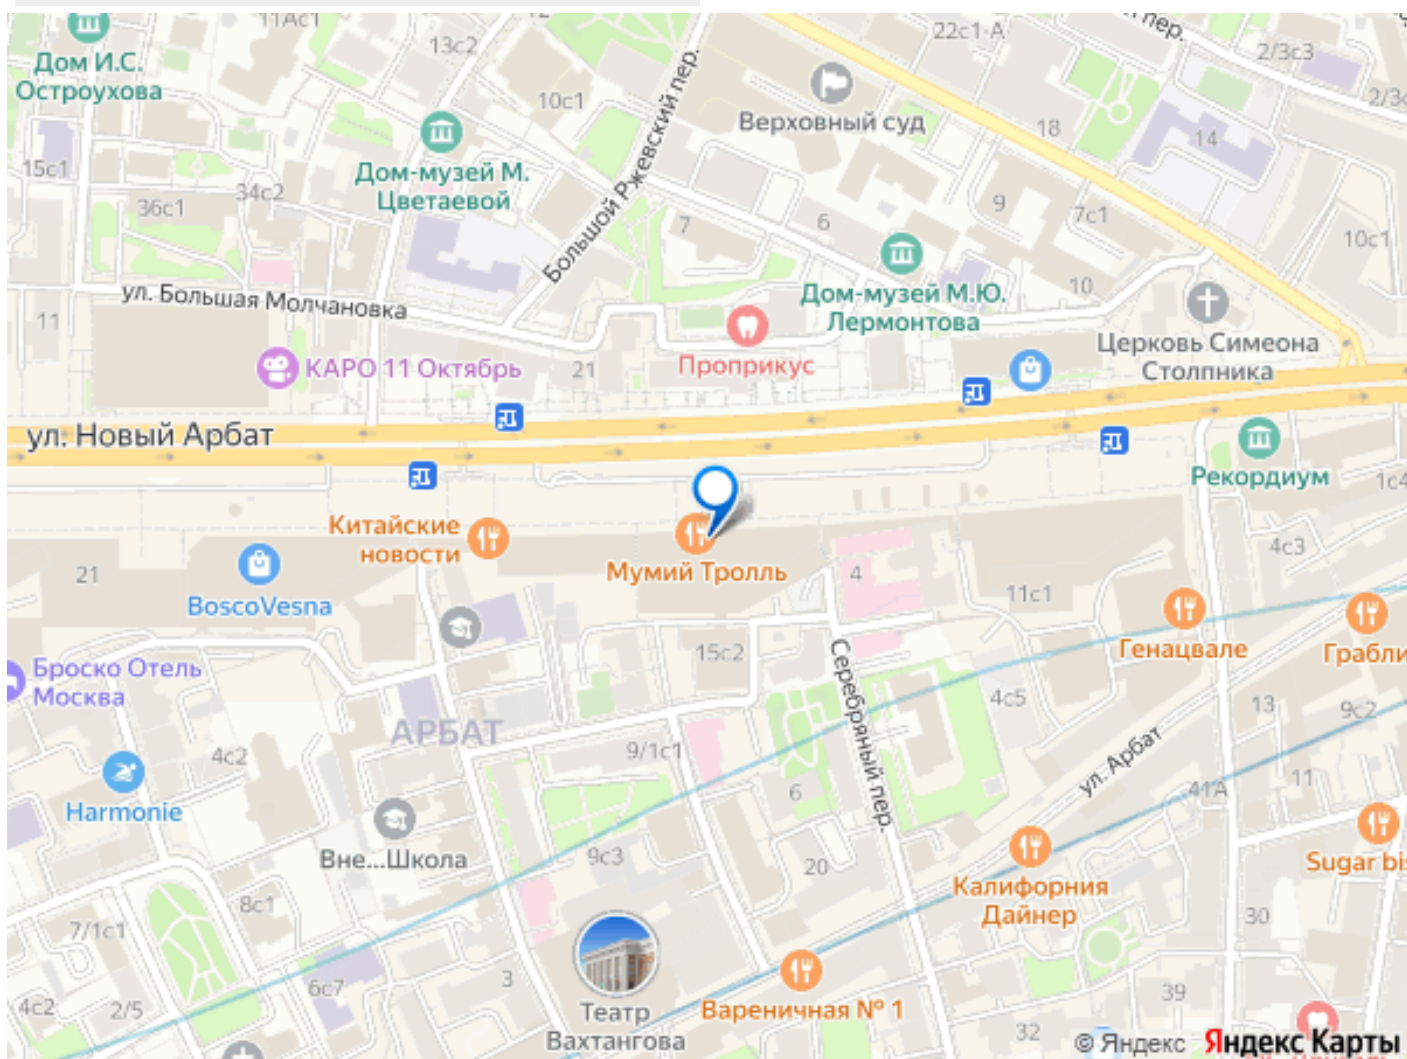 11Ас1
12
пер.
22с1-А
Дом И.С.
Остроухова
13с2
2/3с3
10с1
Большой Ржевский пер.
Верховный суд
18
14
15с1
Дом-музей М.
Цветаевой
34с2
36с1
7
6
9
7с1
10с1
ул. Большая Молчановка
Дом-музей М.Ю.
Лермонтова
10
11
Проприкус
Церковь Симеона
Столпника
КАРО 11 Октябрь
21
ул. Новый Арбат
Рекордиум
1с4
Китайские
новости
Мумий Тролль
4
4с3
21
BoscoVesna
11с1
Генацвале
Грабли
15с2
Серебряный пер.
Броско Отель
Москва
4с5
13
9с2
АРБАТ
4с2
9/1с1
ул. Арбат
11
41А
Harmonie
6
Вне...Школа
9с3
20
Sugar bis
Калифорния
Дайнер
8с1
7/1с1
30
6с7
3
Театр
Вахтангова
Вареничная № 1
39
4с2
2/5
32
© Яндекс Яндекс Карты